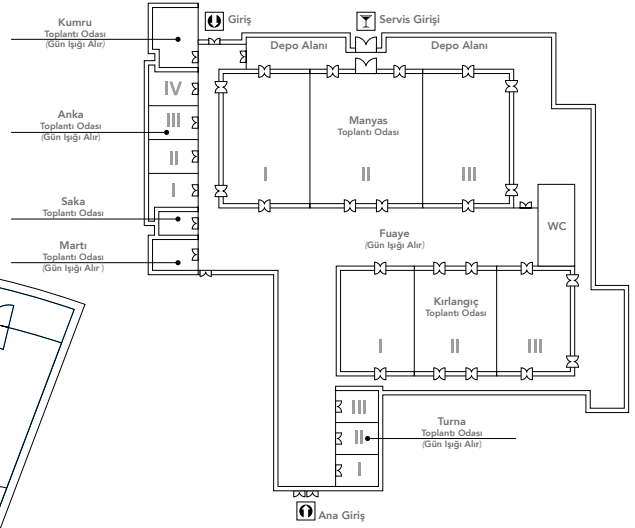 Kumru
Toplantı Odası
(Gün Işığı Alır)
Giriş
Servis Girişi
Depo Alanı
Depo Alanı
IV
III
II
I
Anka
Toplantı Odası
(Gün Işığı Alır)
Manyas
Toplantı Odası
I
II
III
Saka
Toplantı Odası
Martı
Toplantı Odası
(Gün Işığı Alır )
Fuaye
(Gün Işığı Alır)
WC
Kırlangıç
Toplantı Odası
I
II
III
III
II
I
Turna
Toplantı Odası
(Gün Işığı Alır)
Ana Giriş